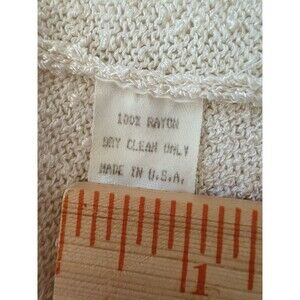 100% RAYON
DRY CLEAN ONLY
MADE IN U.S.A.
1